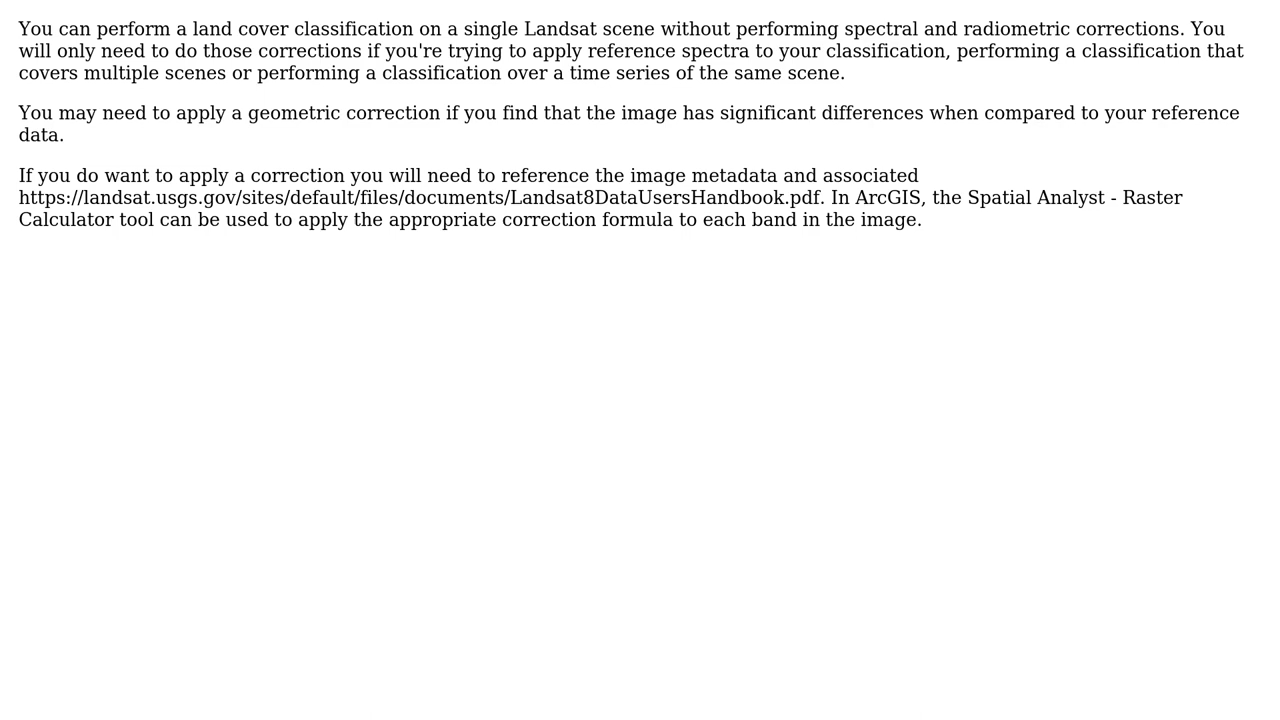 You can perform a land cover classification on a single Landsat scene without performing spectral and radiometric corrections. You
will only need to do those corrections if you're trying to apply reference spectra to your classification, performing a classification that
covers multiple scenes or performing a classification over a time series of the same scene.
You may need to apply a geometric correction if you find that the image has significant differences when compared to your reference
data.
If you do want to apply a correction you will need to reference the image metadata and associated
https://landsat.usgs.gov/sites/default/files/documents/Landsat8DataUsersHandbook.pdf. In ArcGIS, the Spatial Analyst - Raster
Calculator tool can be used to apply the appropriate correction formula to each band in the image.